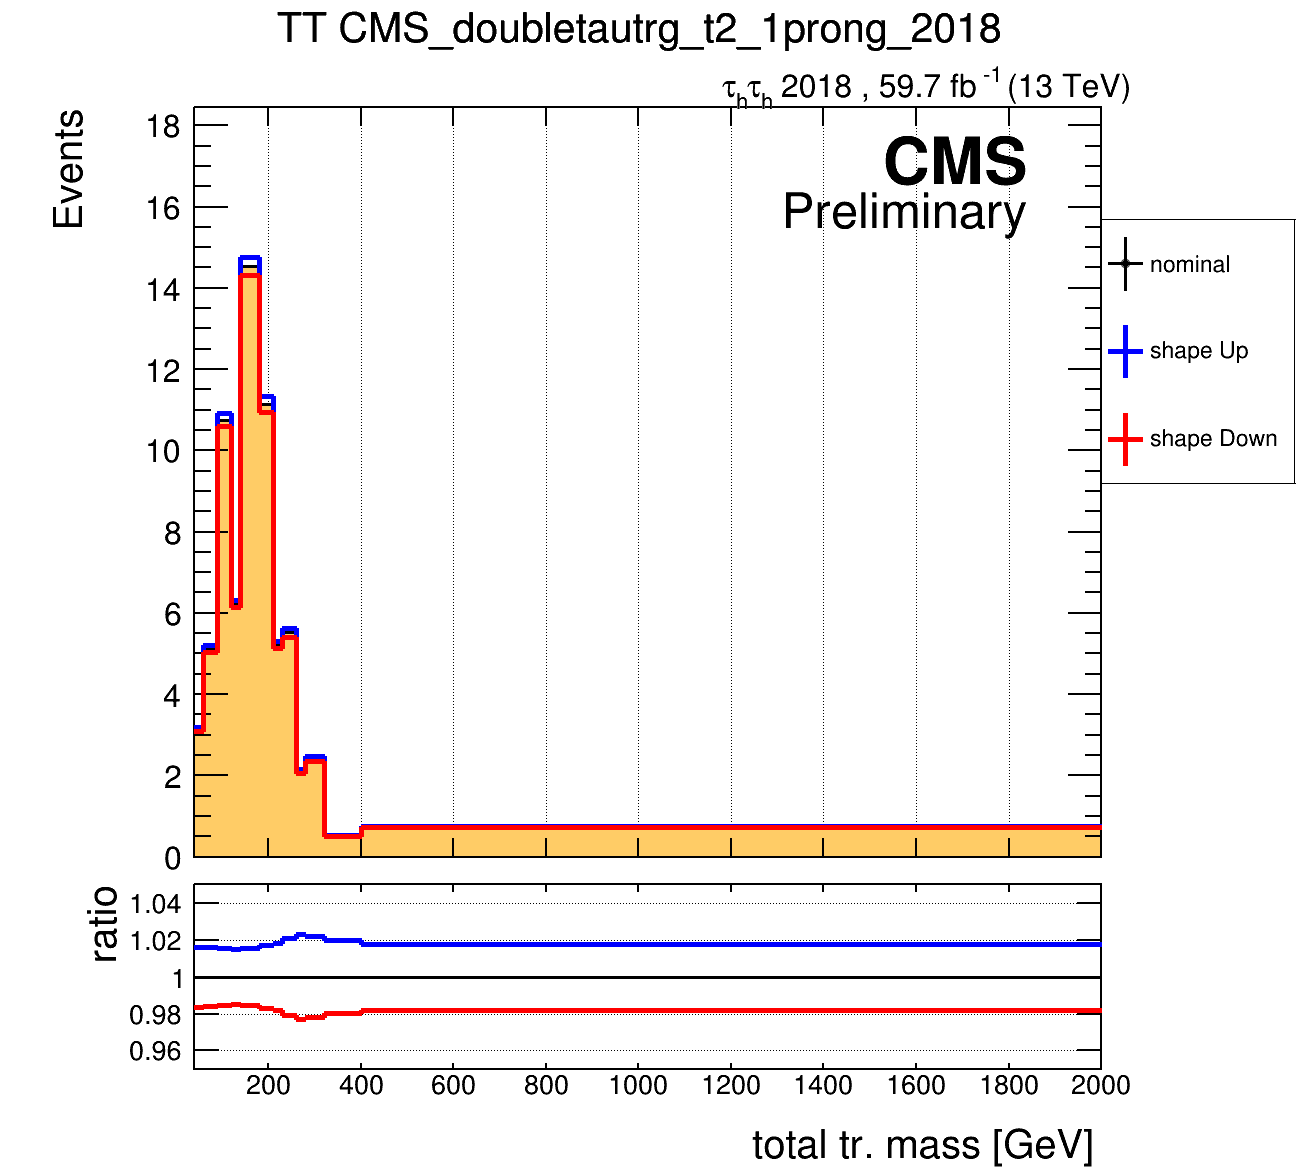 TT CMS_doubletautrg_t2_1prong_2018
τhτh 2018 , 59.7 fb -1 (13 TeV)
Events
CMS
Preliminary
18
16
14
12
10
8
6
4
2
0
nominal
shape Up
shape Down
ratio
1.04
1.02
1
0.98
0.96
200 400 600 800 1000 1200 1400 1600 1800 2000
total tr. mass [GeV]